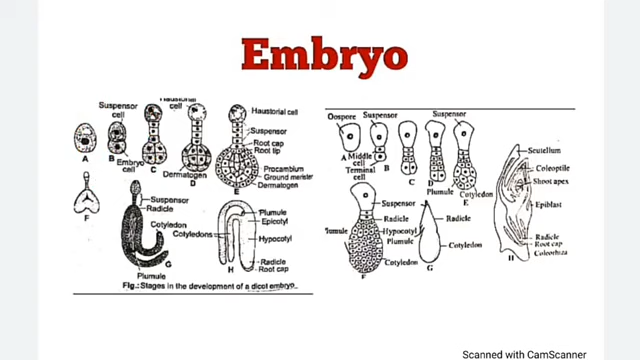 Embryo
Haustorial
cell
Suspensor
cell
Haustorial cell
Suspensor
Root cap
Root tip
Procambium
Ground merister
Dermatogen
A
B
C
D
E
Embryo
cell
Dermatogen
F
Suspensor
Radicle
Cotyledon
G
Plumule
Cotyledons
Plumule
Epicotyl
Hypocotyl
Radicle
Root cap
H
Fig.:Stages in the development of a dicot embryo.
Oospore
Suspensor
Suspensor
A Middle
cell
Terminal
cell
B
C
D
Plumule
Cotyledon
E
Suspensor
Radicle
Plumule
Hypocotyl
Plumule
Cotyledon
F
Radicle
Cotyledon
G
Scutellum
Coleoptile
Shoot apex
Epiblast
Radicle
Root cap
Coleorhiza
H
Scanned with CamScanner